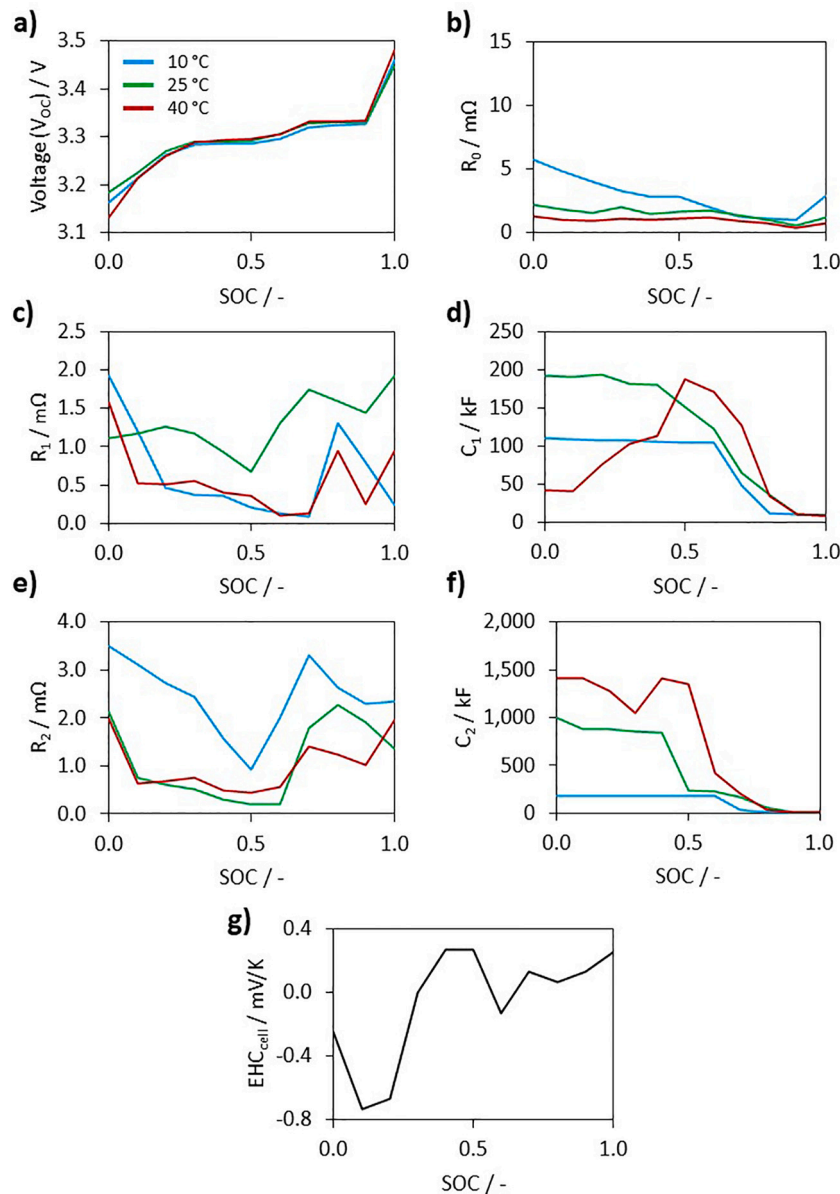 a)
Voltage (V_OC) / V
3.5
3.4
3.3
3.2
3.1
10 °C
25 °C
40 °C
0.0 0.5 1.0
SOC / -
b)
R_0 / mΩ
15
10
5
0
0.0 0.5 1.0
SOC / -
c)
R_1 / mΩ
2.5
2.0
1.5
1.0
0.5
0.0
0.0 0.5 1.0
SOC / -
d)
C_1 / kF
250
200
150
100
50
0
0.0 0.5 1.0
SOC / -
e)
R_2 / mΩ
4.0
3.0
2.0
1.0
0.0
0.0 0.5 1.0
SOC / -
f)
C_2 / kF
2,000
1,500
1,000
500
0
0.0 0.5 1.0
SOC / -
g)
EHC_cell / mV/K
0.4
0.0
-0.4
-0.8
0.0 0.5 1.0
SOC / -